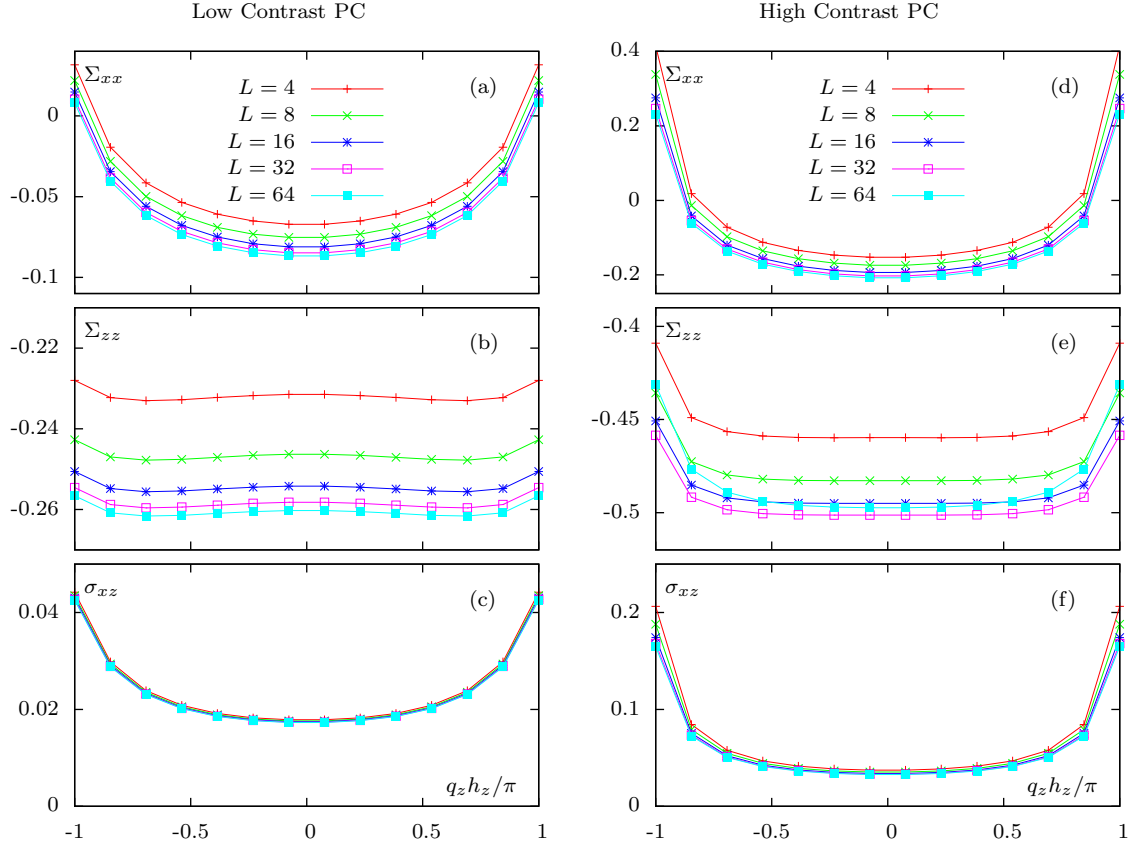 Low Contrast PC
Σxx
(a)
L = 4
L = 8
L = 16
L = 32
L = 64
0
-0.05
-0.1
Σzz
(b)
-0.22
-0.24
-0.26
σxz
(c)
0.04
0.02
0
qzhz/π
-1
-0.5
0
0.5
1
High Contrast PC
Σxx
(d)
L = 4
L = 8
L = 16
L = 32
L = 64
0.4
0.2
0
-0.2
Σzz
(e)
-0.4
-0.45
-0.5
σxz
(f)
0.2
0.1
0
qzhz/π
-1
-0.5
0
0.5
1